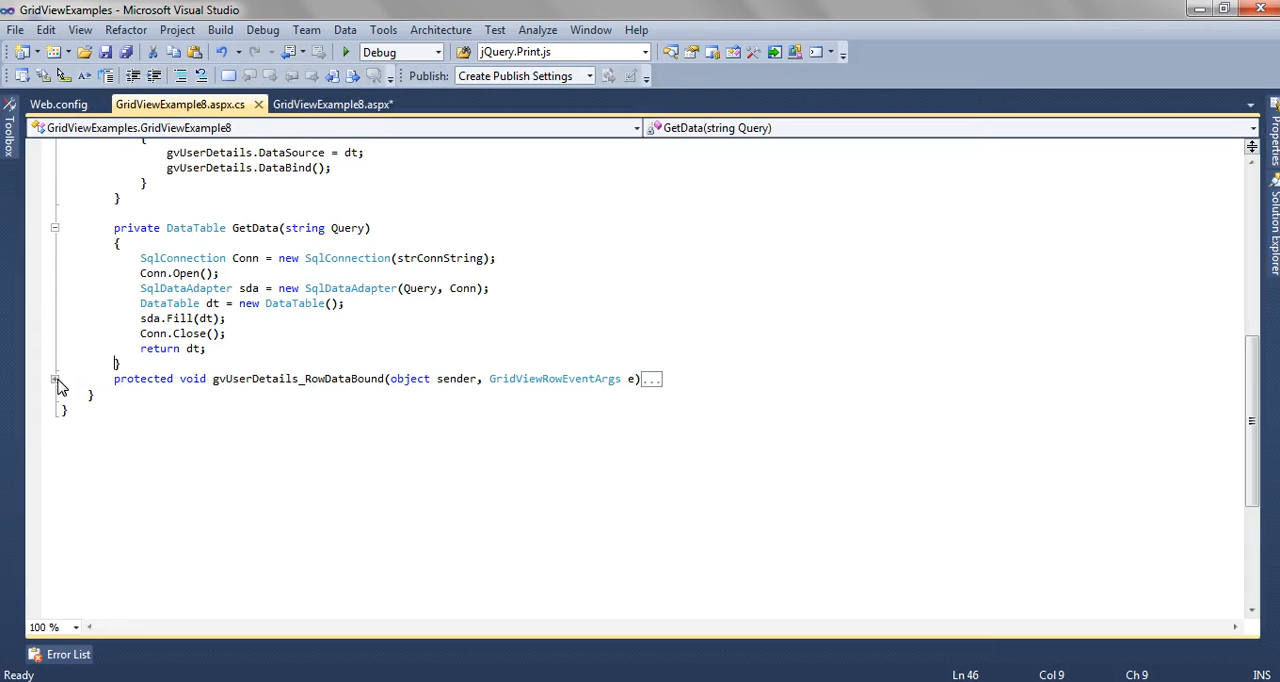 GridViewExamples - Microsoft Visual Studio
File Edit View Refactor Project Build Debug Team Data Tools Architecture Test Analyze Window Help
Debug jQuery.Print.js
Publish: Create Publish Settings
Web.config GridViewExample8.aspx.cs GridViewExample8.aspx*
GridViewExamples.GridViewExample8 GetData(string Query)
Toolbox
Properties
Solution Explorer
{
gvUserDetails.DataSource = dt;
gvUserDetails.DataBind();
}
}
private DataTable GetData(string Query)
{
SqlConnection Conn = new SqlConnection(strConnString);
Conn.Open();
SqlDataAdapter sda = new SqlDataAdapter(Query, Conn);
DataTable dt = new DataTable();
sda.Fill(dt);
Conn.Close();
return dt;
}
protected void gvUserDetails_RowDataBound(object sender, GridViewRowEventArgs e)...
}
}
100 %
Error List
Ready Ln 46 Col 9 Ch 9 INS